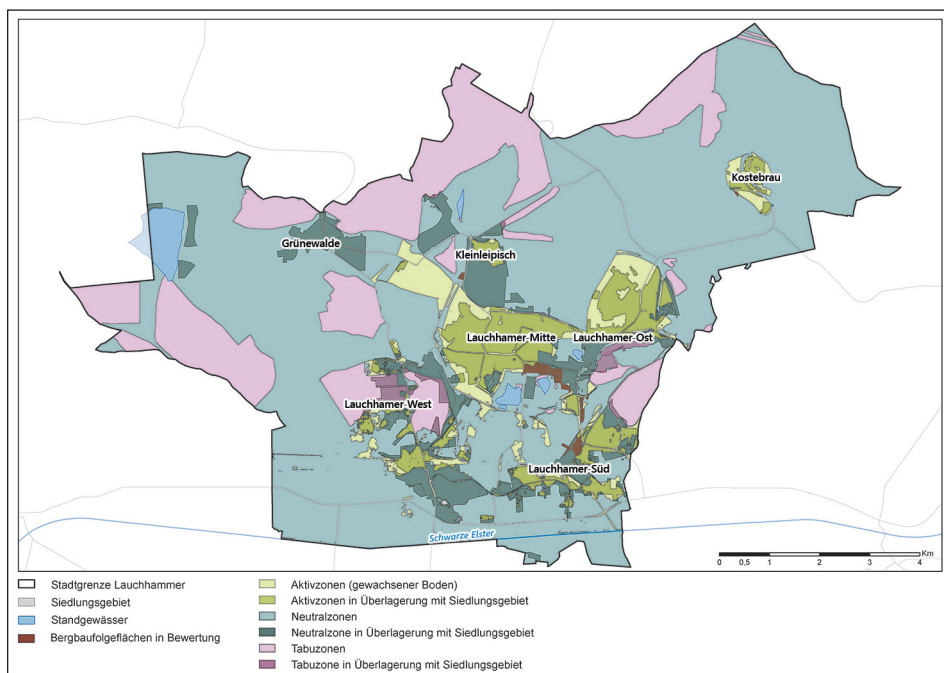 Kostebrau
Grünewalde
Kleinleipisch
Lauchhamer-Mitte
Lauchhamer-Ost
Lauchhamer-West
Lauchhamer-Süd
Schwarze Elster
Km
0 0,5 1 2 3 4
Stadtgrenze Lauchhammer
Siedlungsgebiet
Standgewässer
Bergbaufolgeflächen in Bewertung
Aktivzonen (gewachsener Boden)
Aktivzonen in Überlagerung mit Siedlungsgebiet
Neutralzonen
Neutralzone in Überlagerung mit Siedlungsgebiet
Tabuzonen
Tabuzone in Überlagerung mit Siedlungsgebiet